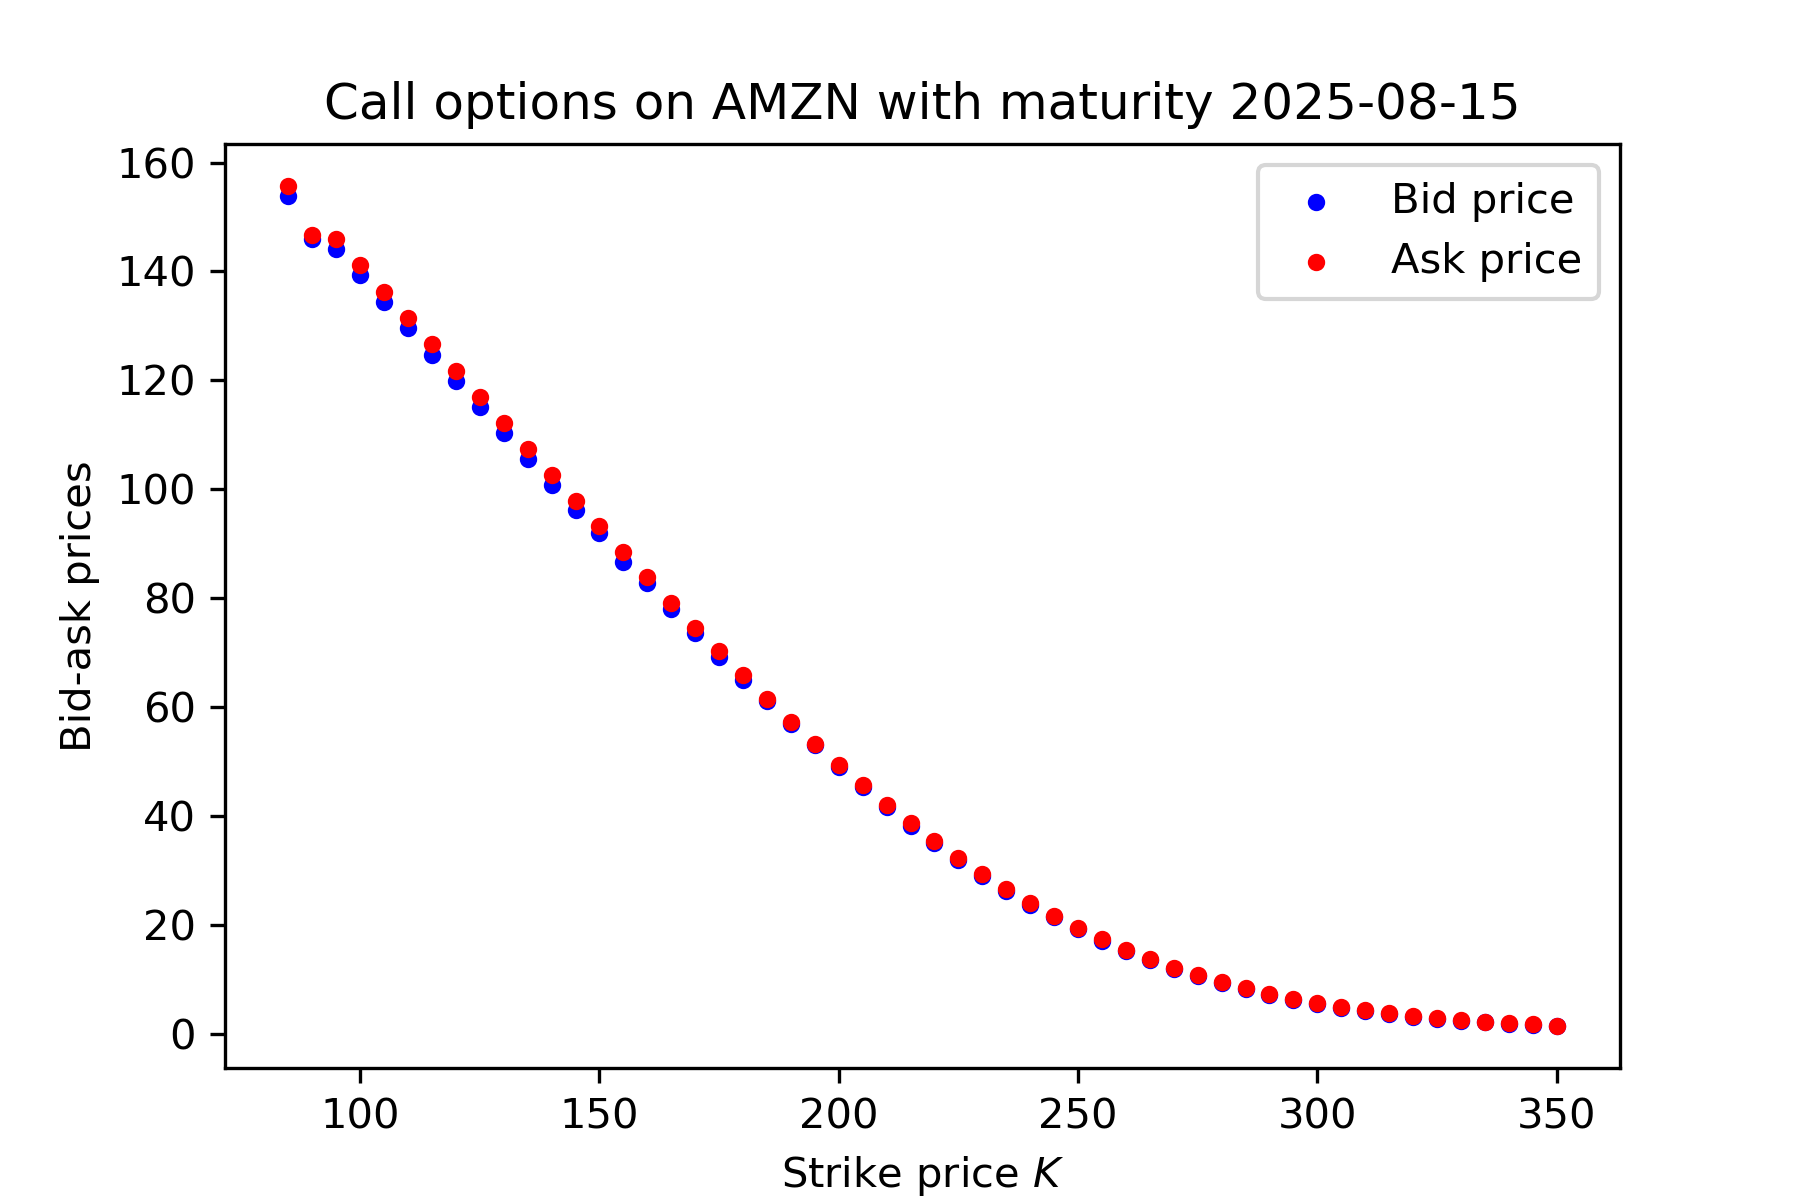 Call options on AMZN with maturity 2025-08-15
160
140
120
100
80
60
40
20
0
Bid-ask prices
Bid price
Ask price
100 150 200 250 300 350
Strike price K